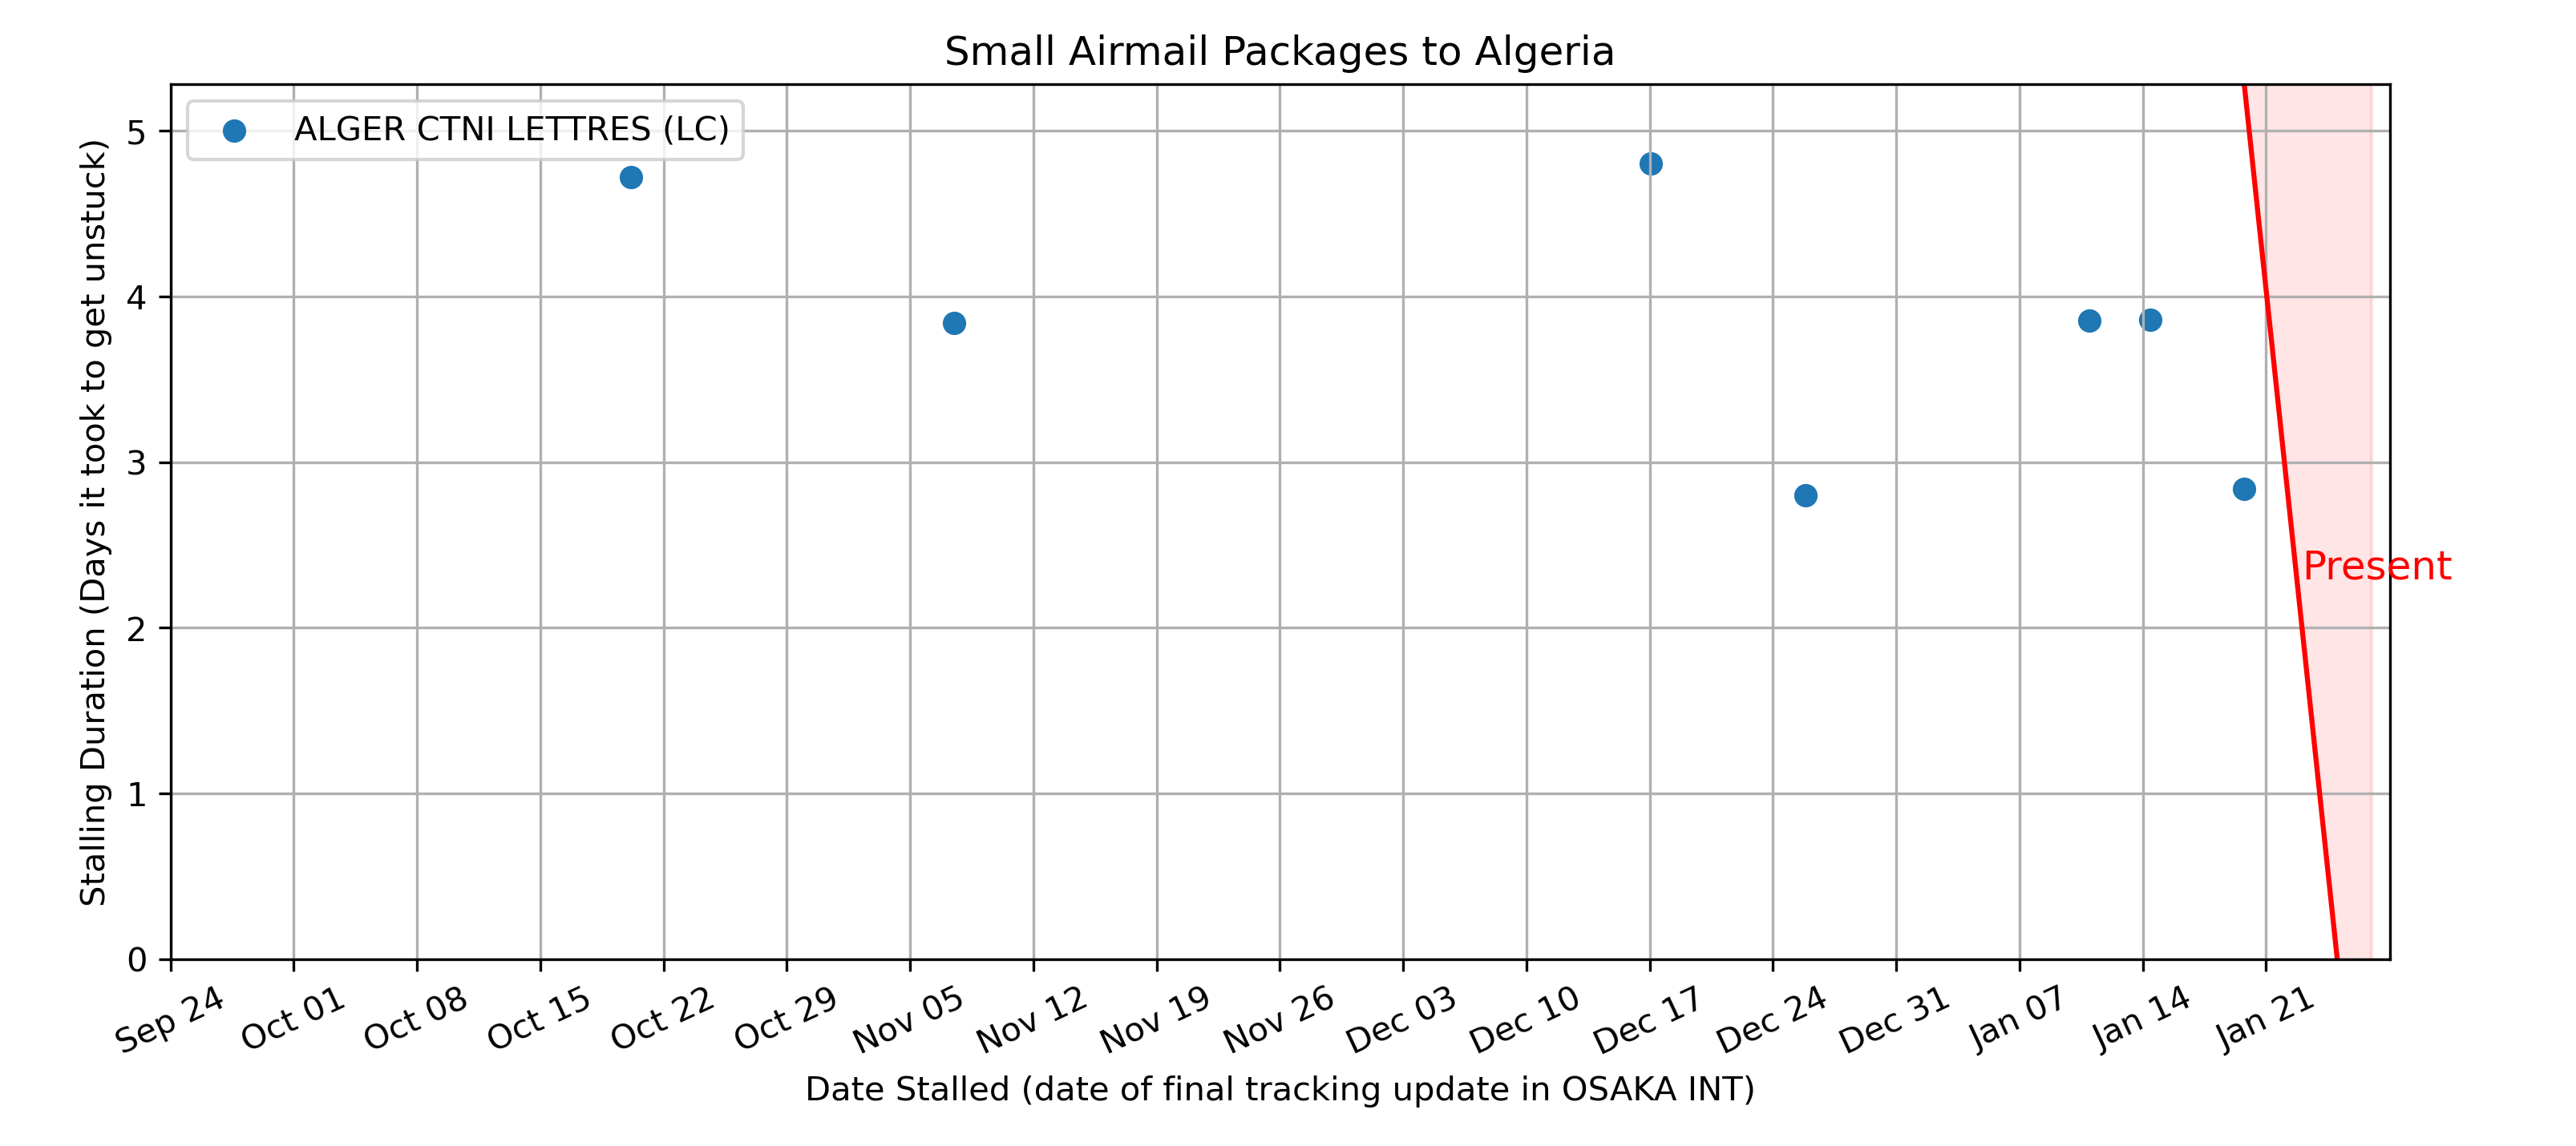 Small Airmail Packages to Algeria
ALGER CTNI LETTRES (LC)
Stalling Duration (Days it took to get unstuck)
5
4
3
2
1
0
Present
Sep 24
Oct 01
Oct 08
Oct 15
Oct 22
Oct 29
Nov 05
Nov 12
Nov 19
Nov 26
Dec 03
Dec 10
Dec 17
Dec 24
Dec 31
Jan 07
Jan 14
Jan 21
Date Stalled (date of final tracking update in OSAKA INT)